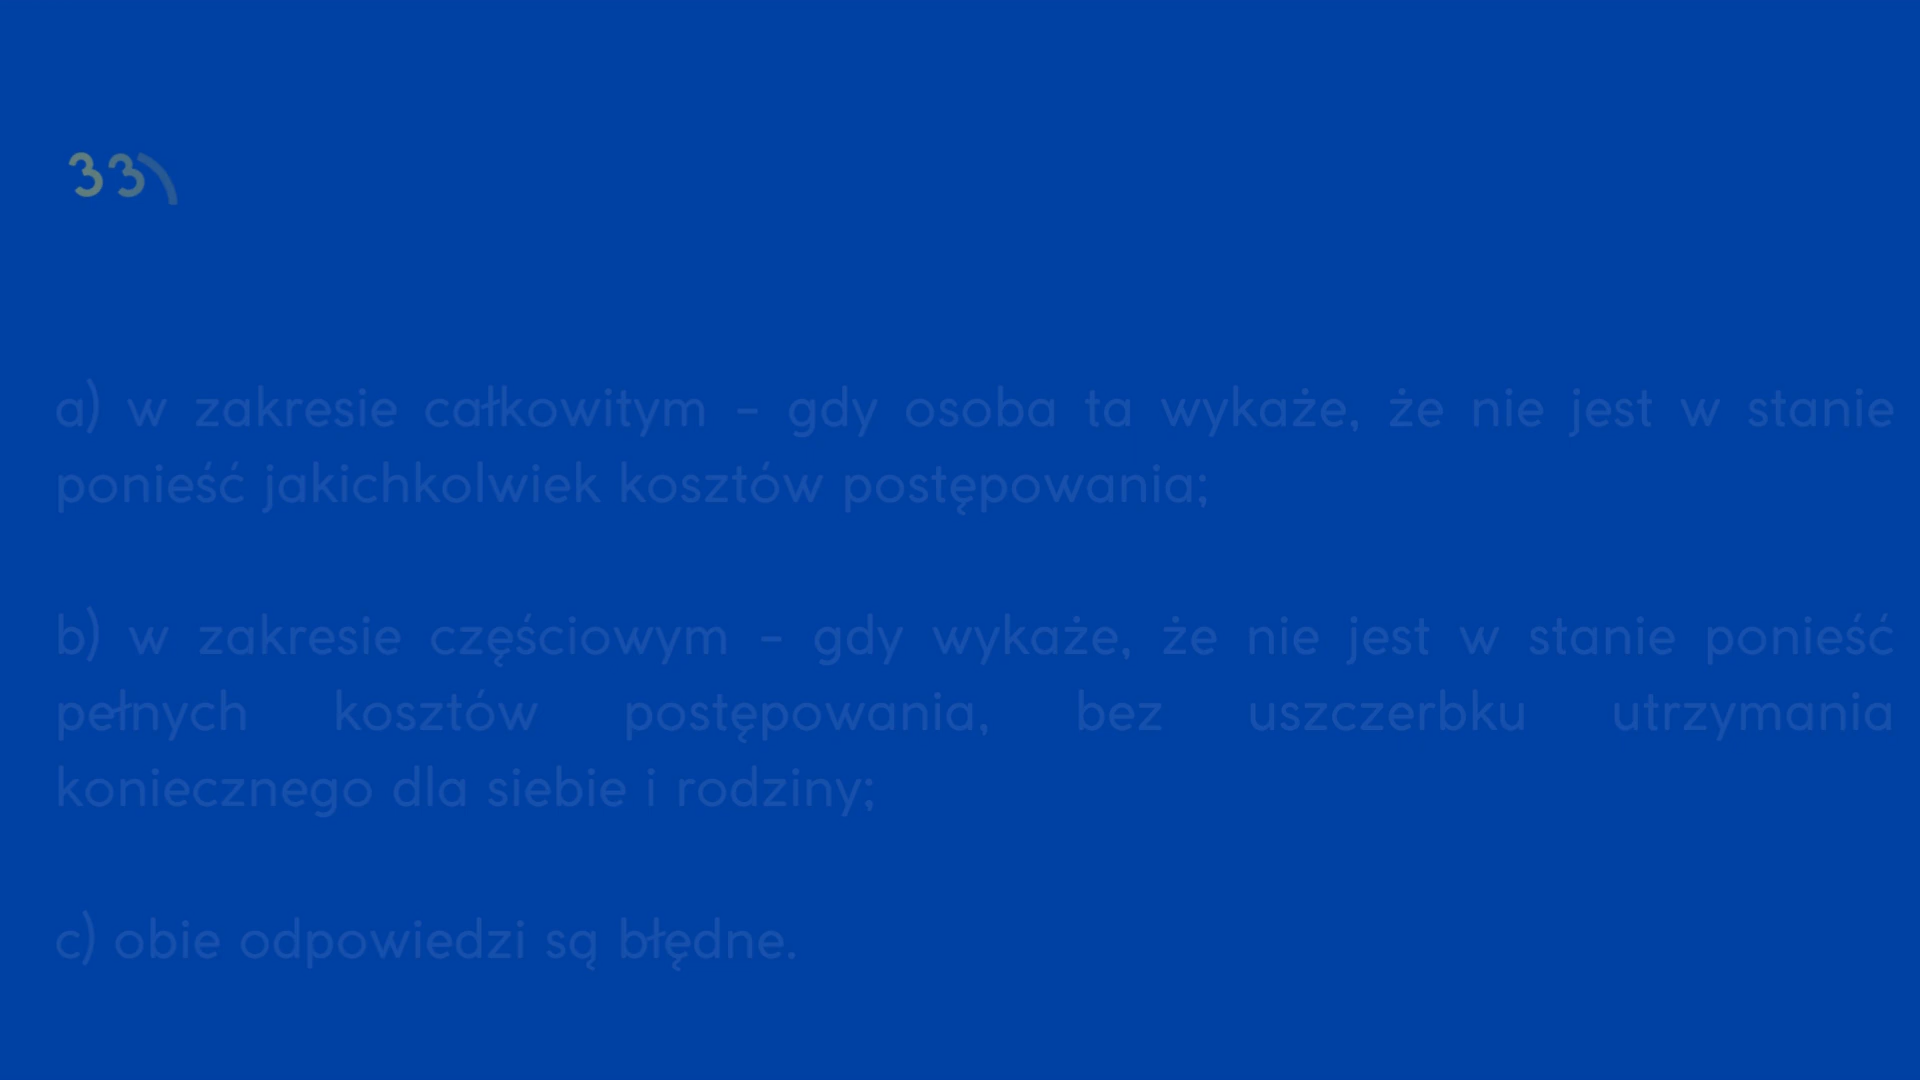 33
a) w zakresie całkowitym – gdy osoba ta wykaże, że nie jest w stanie
ponieść jakichkolwiek kosztów postępowania;
b) w zakresie częściowym – gdy wykaże, że nie jest w stanie ponieść
pełnych kosztów postępowania, bez uszczerbku utrzymania
koniecznego dla siebie i rodziny;
c) obie odpowiedzi są błędne.